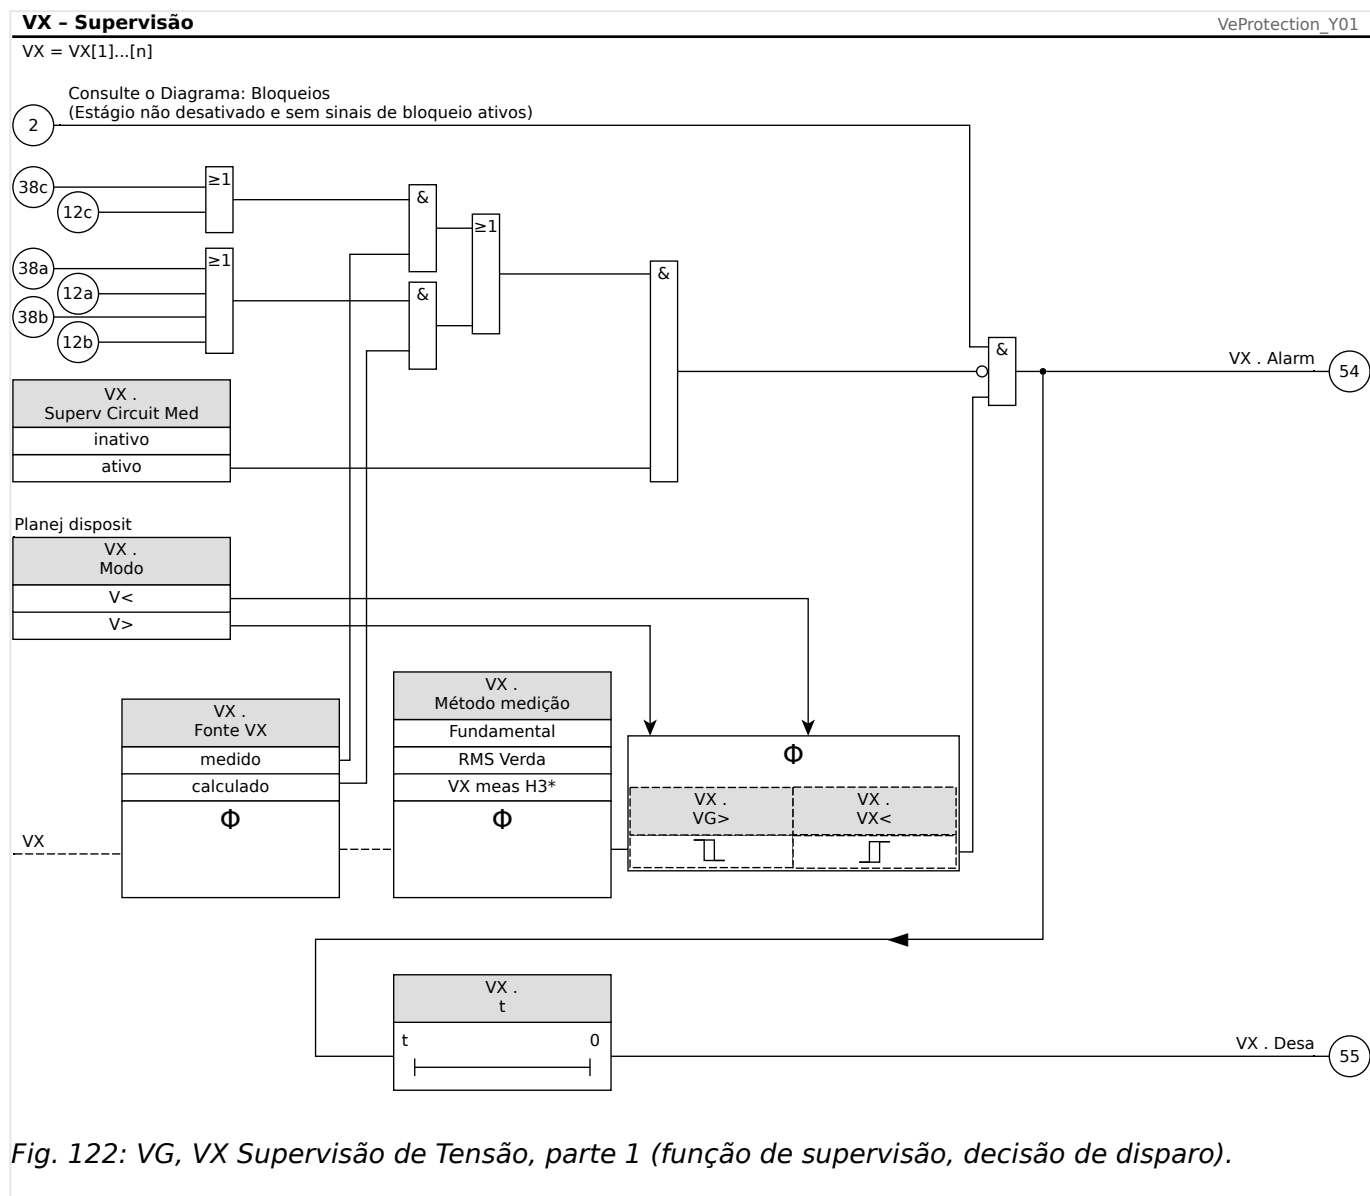 VX – Supervisão
VeProtection_Y01
VX = VX[1]...[n]
Consulte o Diagrama: Bloqueios
(Estágio não desativado e sem sinais de bloqueio ativos)
2
38c
12c
≥1
&
≥1
38a
12a
38b
12b
≥1
&
&
&
VX . Alarm
54
VX .
Superv Circuit Med
inativo
ativo
Planej disposit
VX .
Modo
V<
V>
VX .
Fonte VX
medido
calculado
Φ
VX
VX .
Método medição
Fundamental
RMS Verda
VX meas H3*
Φ
Φ
VX .
VG>
VX .
VX<
VX .
t
t
0
VX . Desa
55
Fig. 122: VG, VX Supervisão de Tensão, parte 1 (função de supervisão, decisão de disparo).